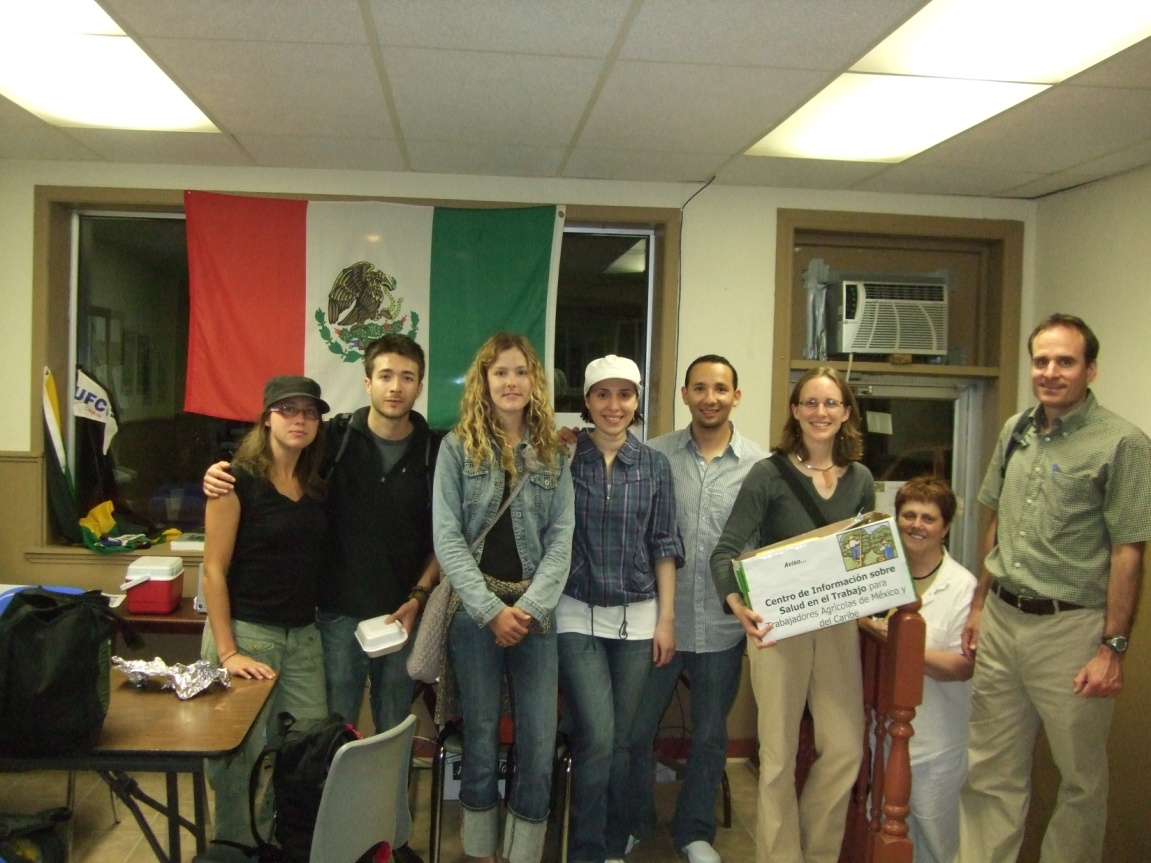 UFC
Aviso...
Centro de Información sobre
Salud en el Trabajo para
Trabajadores Agrícolas de México y
del Caribe